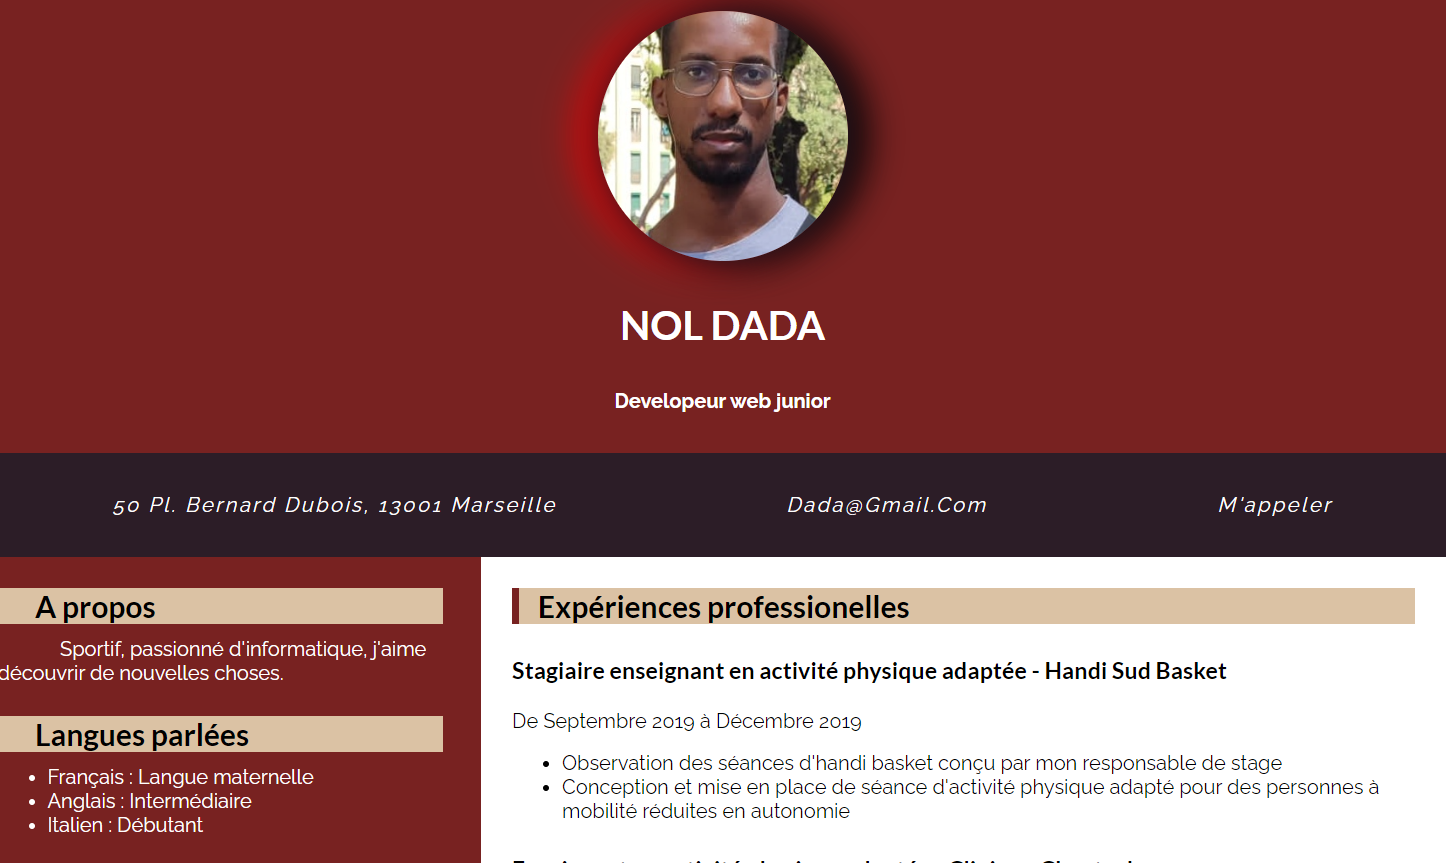 NOL DADA
Developeur web junior
50 Pl. Bernard Dubois, 13001 Marseille
Dada@Gmail.Com
M'appeler
A propos
Sportif, passionné d'informatique, j'aime
découvrir de nouvelles choses.
Langues parlées
Français : Langue maternelle
Anglais : Intermédiaire
Italien : Débutant
Expériences professionelles
Stagiaire enseignant en activité physique adaptée - Handi Sud Basket
De Septembre 2019 à Décembre 2019
Observation des séances d'handi basket conçu par mon responsable de stage
Conception et mise en place de séance d'activité physique adapté pour des personnes à
mobilité réduites en autonomie